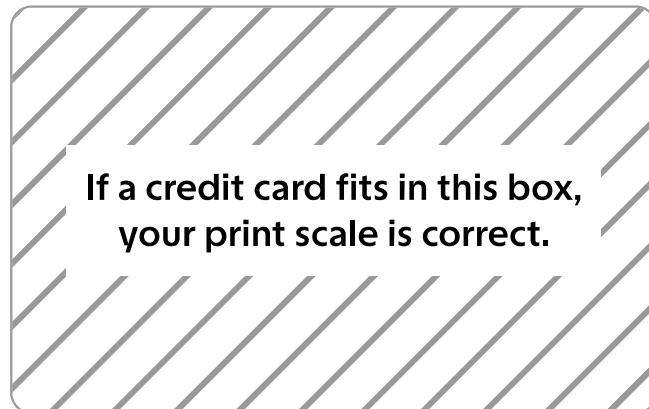 If a credit card fits in this box,
your print scale is correct.